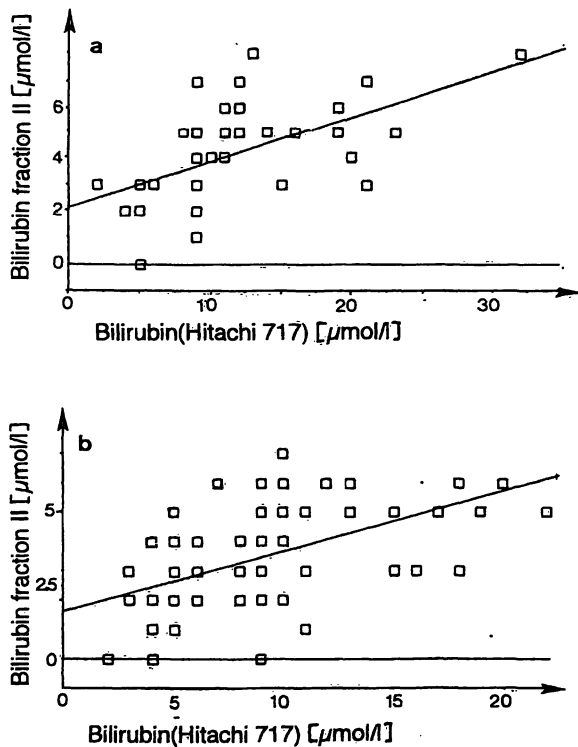 a
Bilirubin fraction II [μmol/l]
6
4
2
0
0 10 20 30
Bilirubin(Hitachi 717) [μmol/l]
b
Bilirubin fraction II [μmol/l]
5
2.5
0
0 5 10 15 20
Bilirubin(Hitachi 717) [μmol/l]